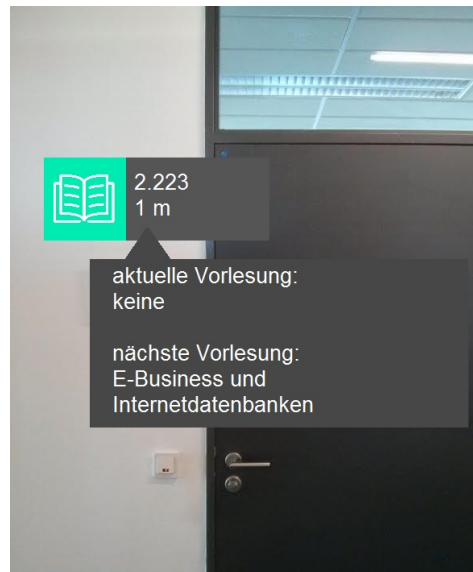 2.223
1 m
aktuelle Vorlesung:
keine
nächste Vorlesung:
E-Business und
Internetdatenbanken